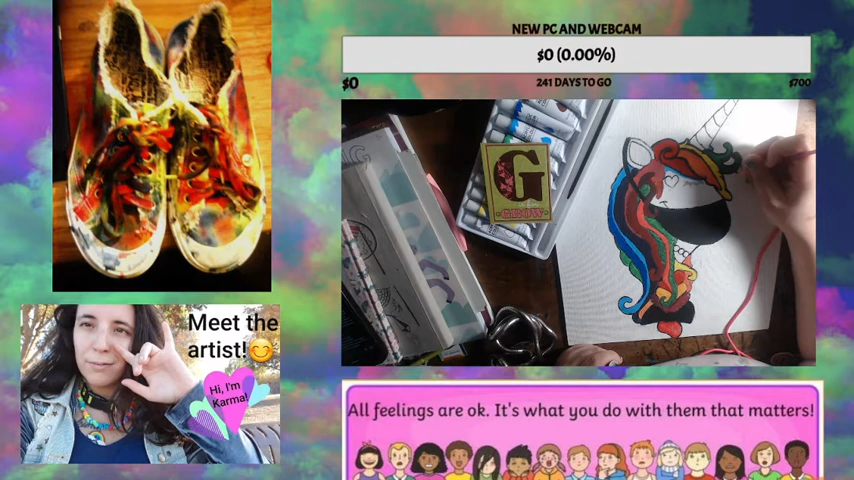 NEW PC AND WEBCAM
$0 (0.00%)
$0
241 DAYS TO GO
$700
G
GROW
Meet the
artist!😊
Hi, I'm
Karma!
All feelings are ok. It's what you do with them that matters!